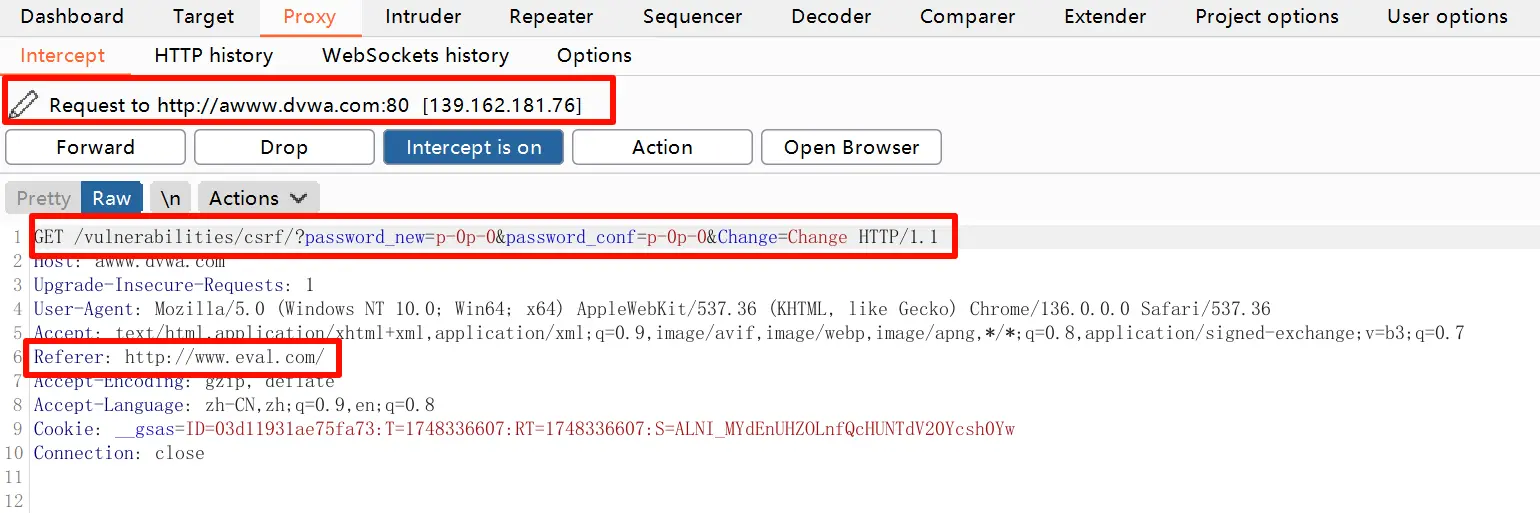 Dashboard Target Proxy Intruder Repeater Sequencer Decoder Comparer Extender Project options User options
Intercept HTTP history WebSockets history Options
Request to http://awww.dvwa.com:80 [139.162.181.76]
Forward Drop Intercept is on Action Open Browser
Pretty Raw \n Actions
1 GET /vulnerabilities/csrf/?password_new=p-0p-0&password_conf=p-0p-0&Change=Change HTTP/1.1
2 Host: awww.dvwa.com
3 Upgrade-Insecure-Requests: 1
4 User-Agent: Mozilla/5.0 (Windows NT 10.0; Win64; x64) AppleWebKit/537.36 (KHTML, like Gecko) Chrome/136.0.0.0 Safari/537.36
5 Accept: text/html,application/xhtml+xml,application/xml;q=0.9,image/avif,image/webp,image/apng,*/*;q=0.8,application/signed-exchange;v=b3;q=0.7
6 Referer: http://www.eval.com/
7 Accept-Encoding: gzip, deflate
8 Accept-Language: zh-CN,zh;q=0.9,en;q=0.8
9 Cookie: __gsas=ID=03d11931ae75fa73:T=1748336607:RT=1748336607:S=ALNI_MYdEnUHZOLnfQcHUNTdV20Ycsh0Yw
10 Connection: close
11
12